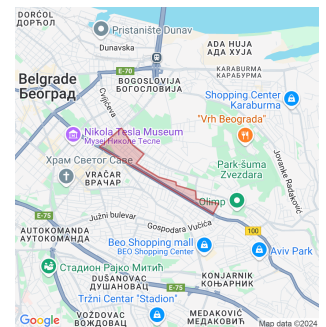 DORĆOL
ДОРЋОЛ
Pristanište Dunav
Dunavska
ADA HUJA
АДА ХУЈА
E-70
E-75
KARABURMA
КАРАБУРМА
BOGOSLOVIJA
БОГОСЛОВИЈА
Belgrade
Београд
Cvijićeva
Shopping Center
Karaburma
"Vrh Beograda"
Nikola Tesla Museum
Музеј Николе Тесле
Jovanke Radaković
Храм Светог Саве
VRAČAR
ВРАЧАР
Park-šuma
Zvezdara
Olimp
Južni bulevar
Gospodara Vučića
100
AUTOKOMANDA
АУТОКОМАНДА
Beo Shopping mall
BEO Shopping Center
Avix Park
Стадион Рајко Митић
DUŠANOVAC
ДУШАНОВАЦ
KONJARNIK
КОЊАРНИК
Tržni Centar "Stadion"
VOŽDOVAC
ВОЖДОВАЦ
MEDAKOVIĆ
МЕДАКОВИЋ
Google
Map data ©2024